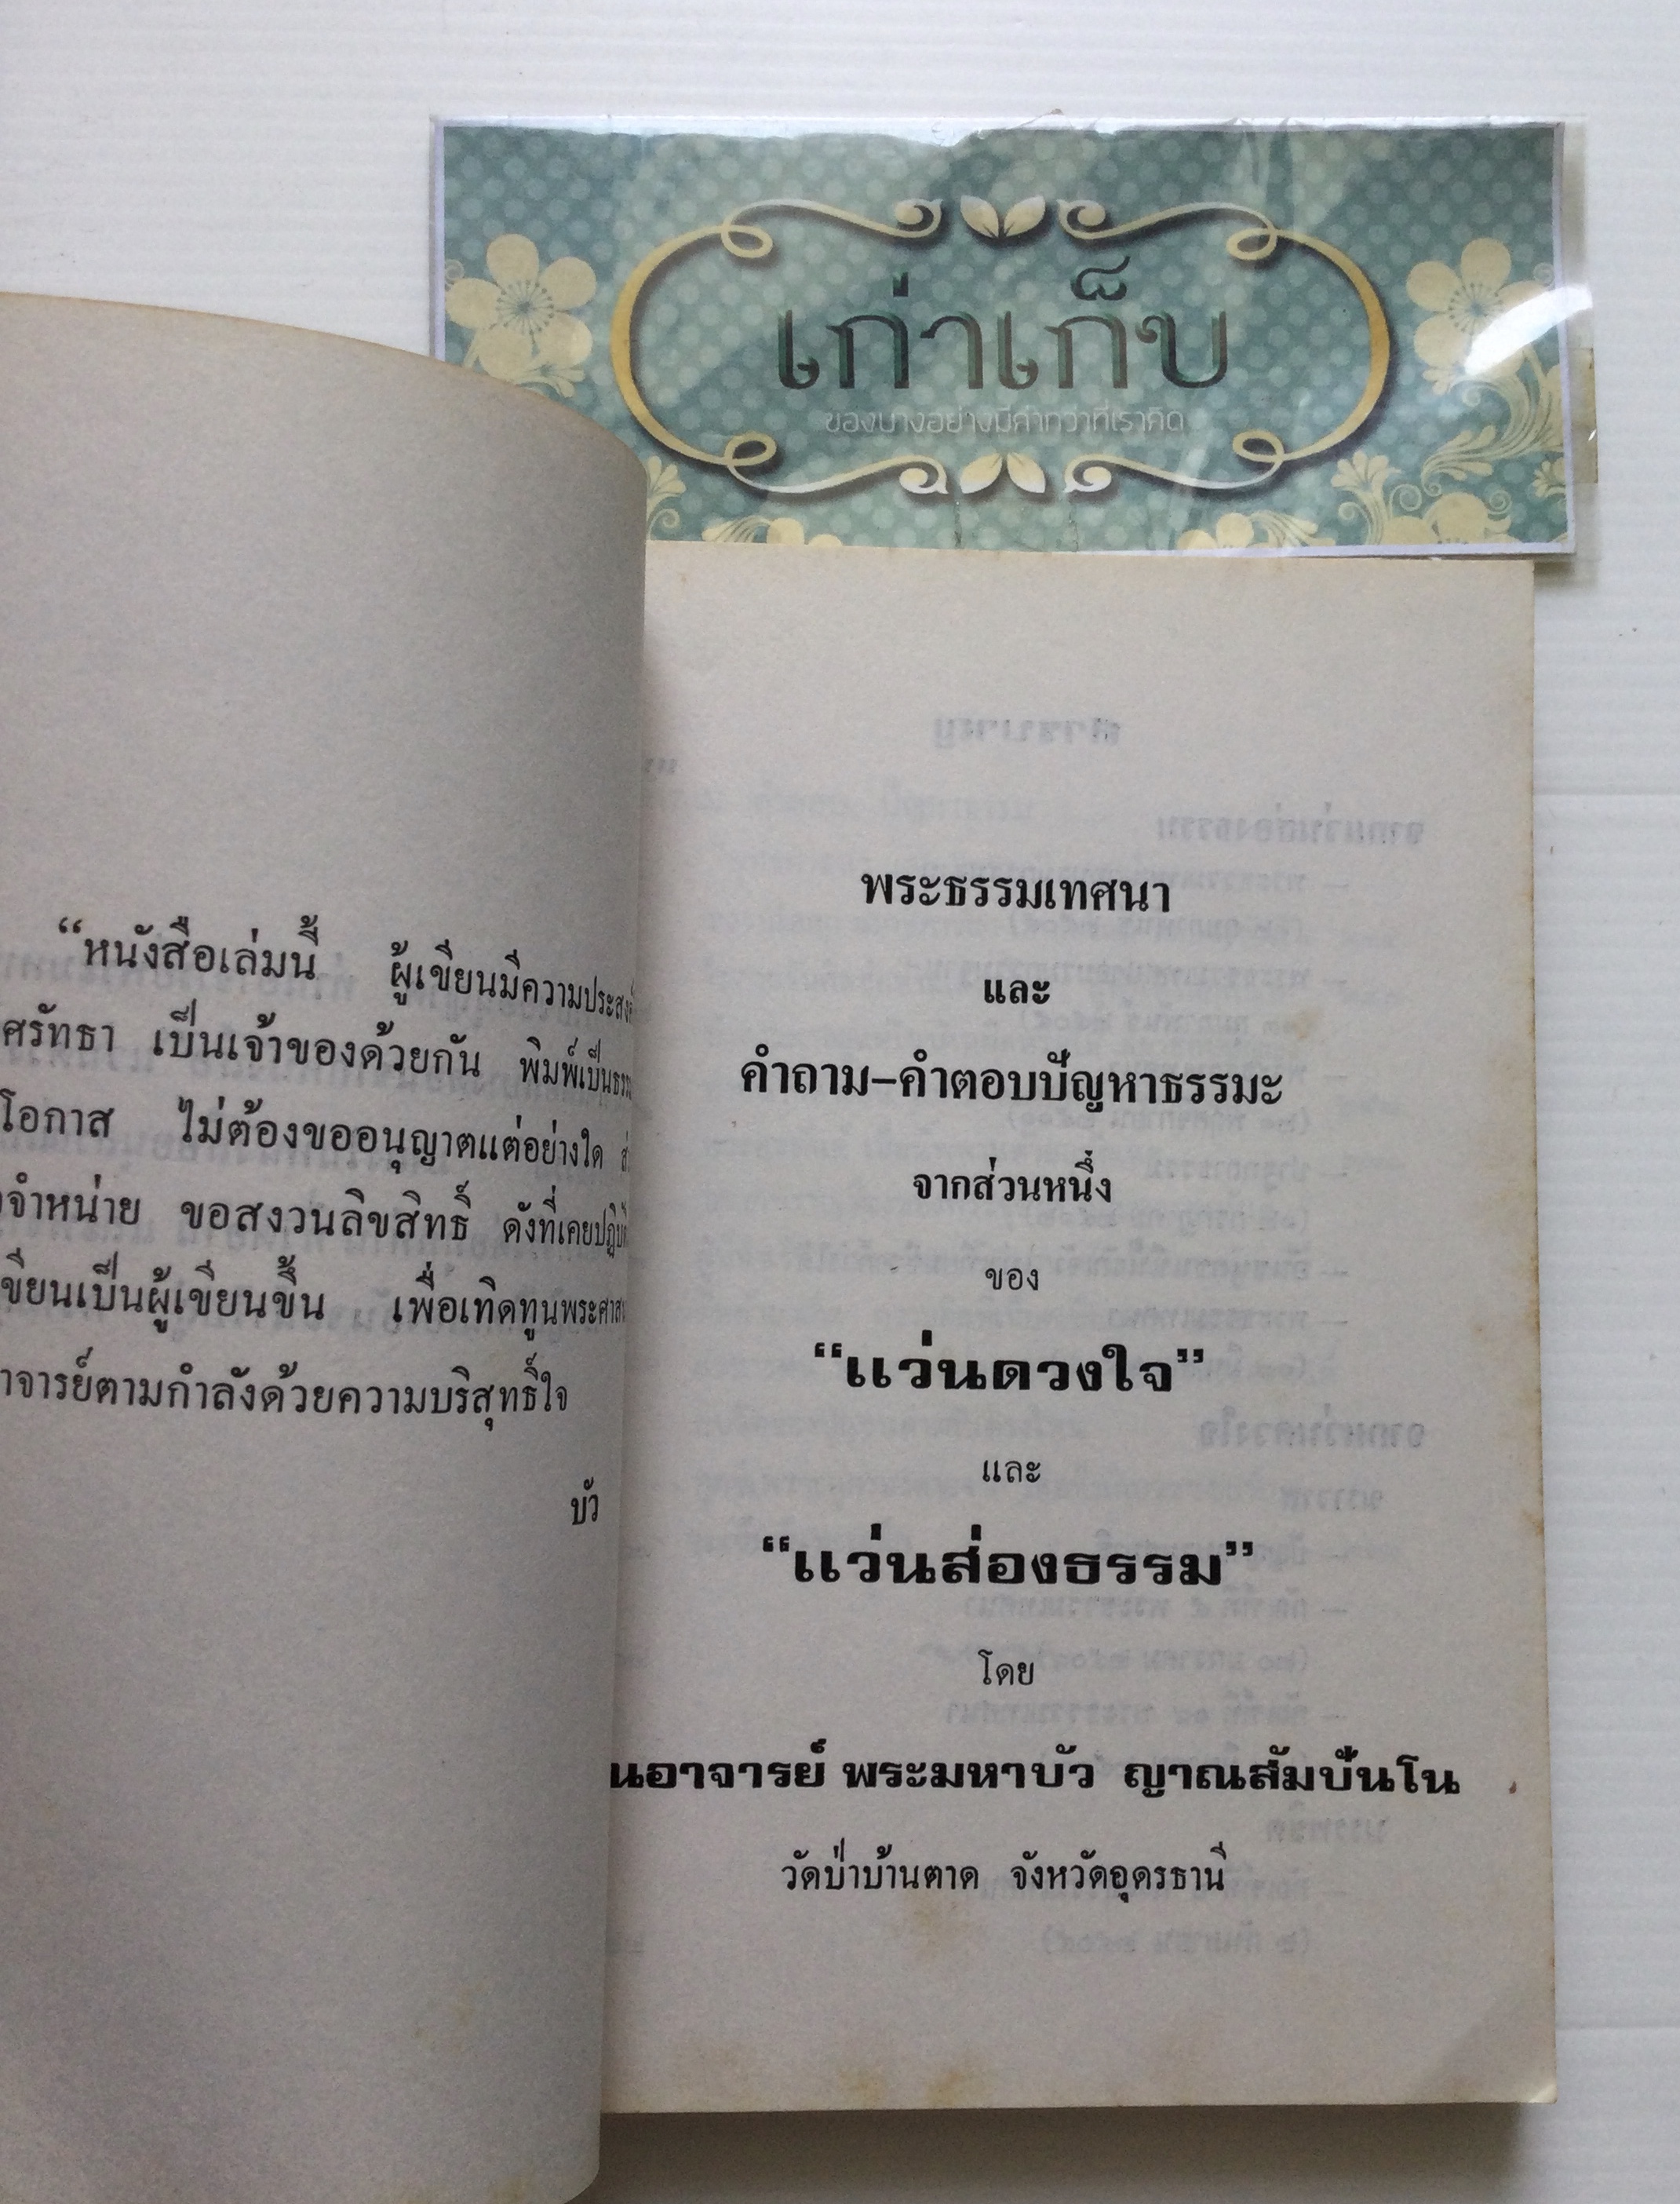 เก่าเก็บ
ของบางอย่างมีค่ากว่าที่เราคิด
“หนังสือเล่มนี้ ผู้เขียนมีความประสงค์
ศรัทธา เป็นเจ้าของด้วยกัน พิมพ์เป็นธรรม
โอกาส ไม่ต้องขออนุญาตแต่อย่างใด
จำหน่าย ขอสงวนลิขสิทธิ์ ดังที่เคยปฏิบัติ
ขียนเป็นผู้เขียนขึ้น เพื่อเทิดทูนพระศาส
าจารย์ตามกำลังด้วยความบริสุทธิ์ใจ
บัว
พระธรรมเทศนา
และ
คำถาม–คำตอบปัญหาธรรมะ
จากส่วนหนึ่ง
ของ
“แว่นดวงใจ”
และ
“แว่นส่องธรรม”
โดย
นอาจารย์ พระมหาบัว ญาณสัมปันโน
วัดป่าบ้านตาด จังหวัดอุดรธานี